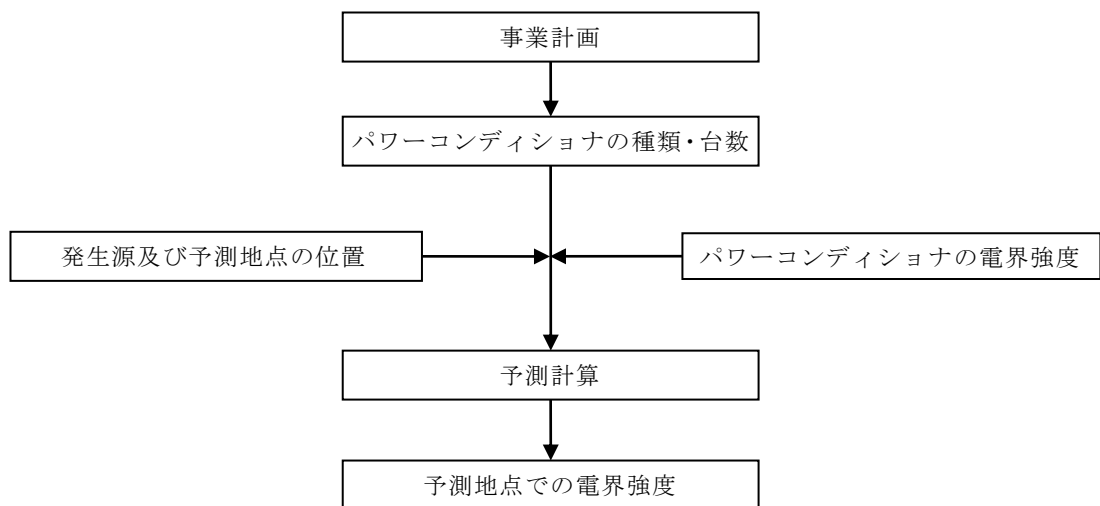 事業計画
パワーコンディショナの種類・台数
発生源及び予測地点の位置
パワーコンディショナの電界強度
予測計算
予測地点での電界強度